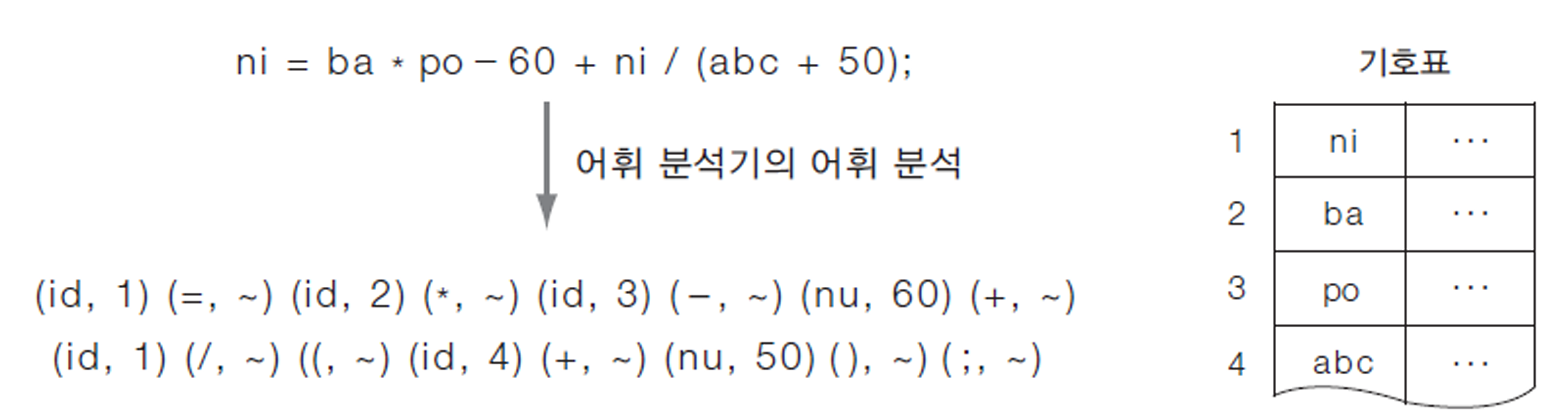 ni = ba * po – 60 + ni / (abc + 50);
어휘 분석기의 어휘 분석
(id, 1) (=, ~) (id, 2) (*, ~) (id, 3) (–, ~) (nu, 60) (+, ~)
(id, 1) (/, ~) ((, ~) (id, 4) (+, ~) (nu, 50) (), ~) (;, ~)
기호표
1 ni ...
2 ba ...
3 po ...
4 abc ...